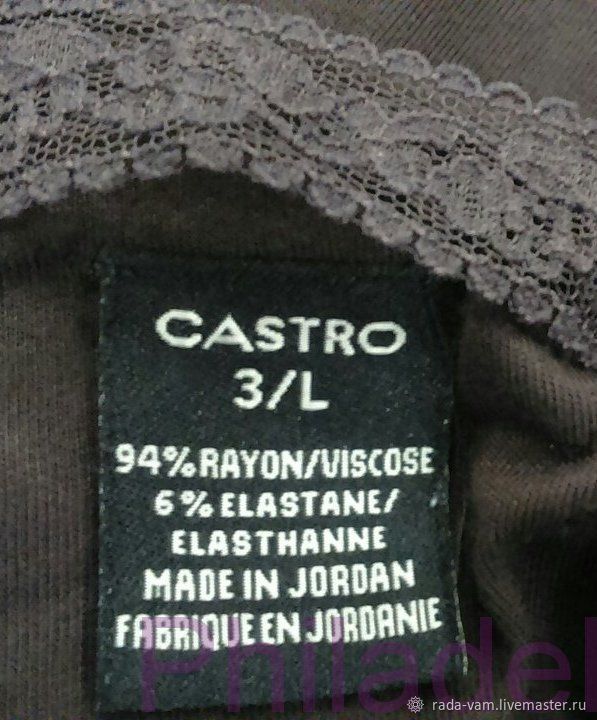 CASTRO
3/L
94% RAYON/VISCOSE
6% ELASTANE/
ELASTHANNE
MADE IN JORDAN
FABRIQUE EN JORDANIE
Philadel
rada-vam.livemaster.ru